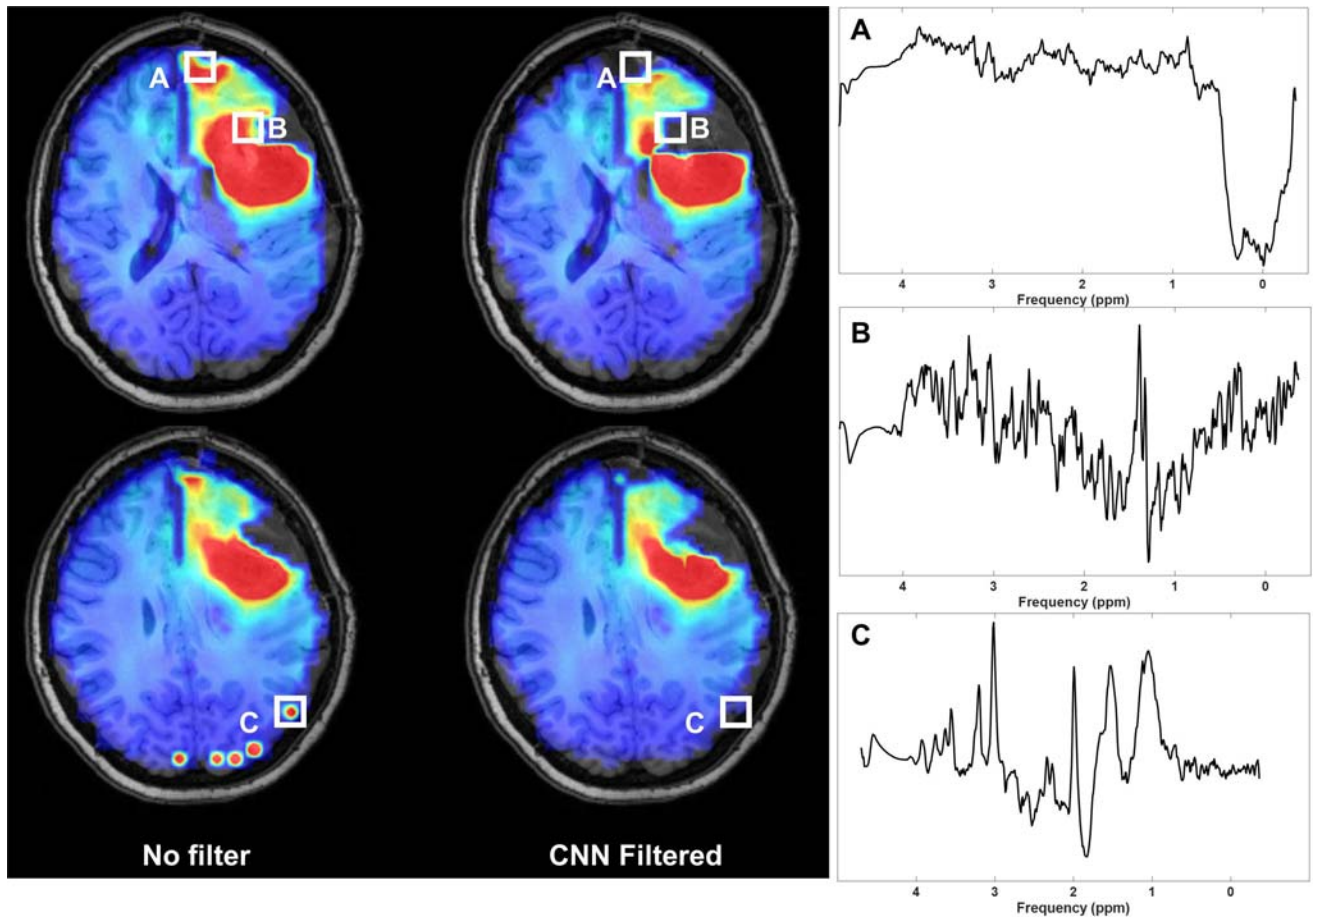 A
B
A
B
C
C
No filter
CNN Filtered
A
4 3 2 1 0
Frequency (ppm)
B
4 3 2 1 0
Frequency (ppm)
C
4 3 2 1 0
Frequency (ppm)